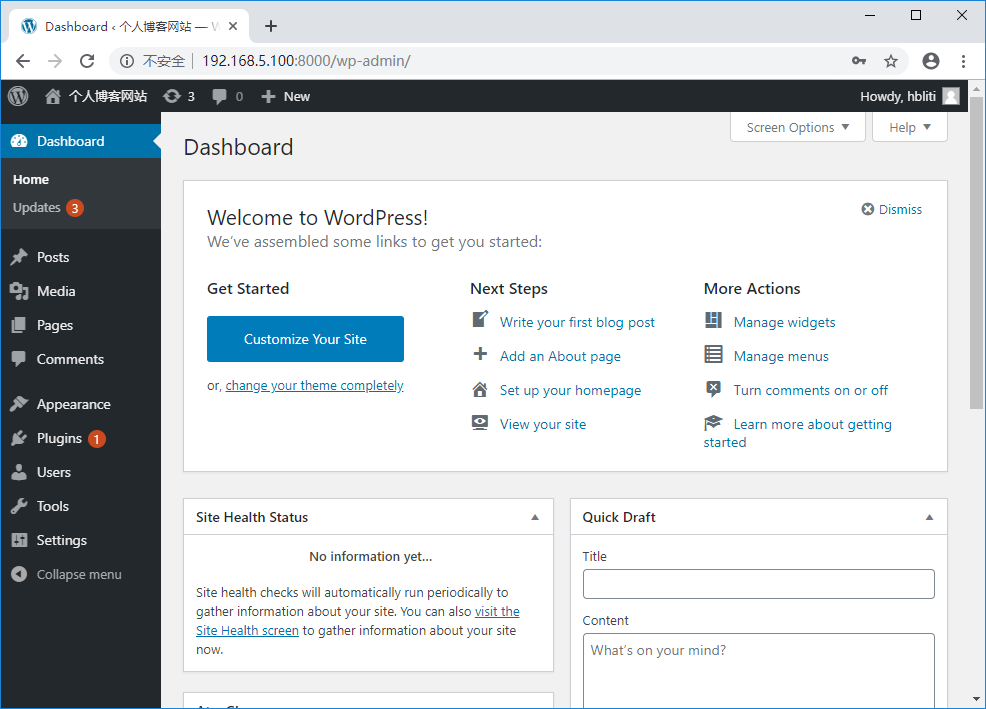 Dashboard ‹ 个人博客网站 —
不安全 192.168.5.100:8000/wp-admin/
个人博客网站 3 0 New Howdy, hbliti
Screen Options Help
Dashboard
Home
Updates 3
Posts
Media
Pages
Comments
Appearance
Plugins 1
Users
Tools
Settings
Collapse menu
Dashboard
Dismiss
Welcome to WordPress!
We've assembled some links to get you started:
Get Started
Customize Your Site
or, change your theme completely
Next Steps
Write your first blog post
Add an About page
Set up your homepage
View your site
More Actions
Manage widgets
Manage menus
Turn comments on or off
Learn more about getting
started
Site Health Status
No information yet...
Site health checks will automatically run periodically to
gather information about your site. You can also visit the
Site Health screen to gather information about your site
now.
Quick Draft
Title
Content
What's on your mind?